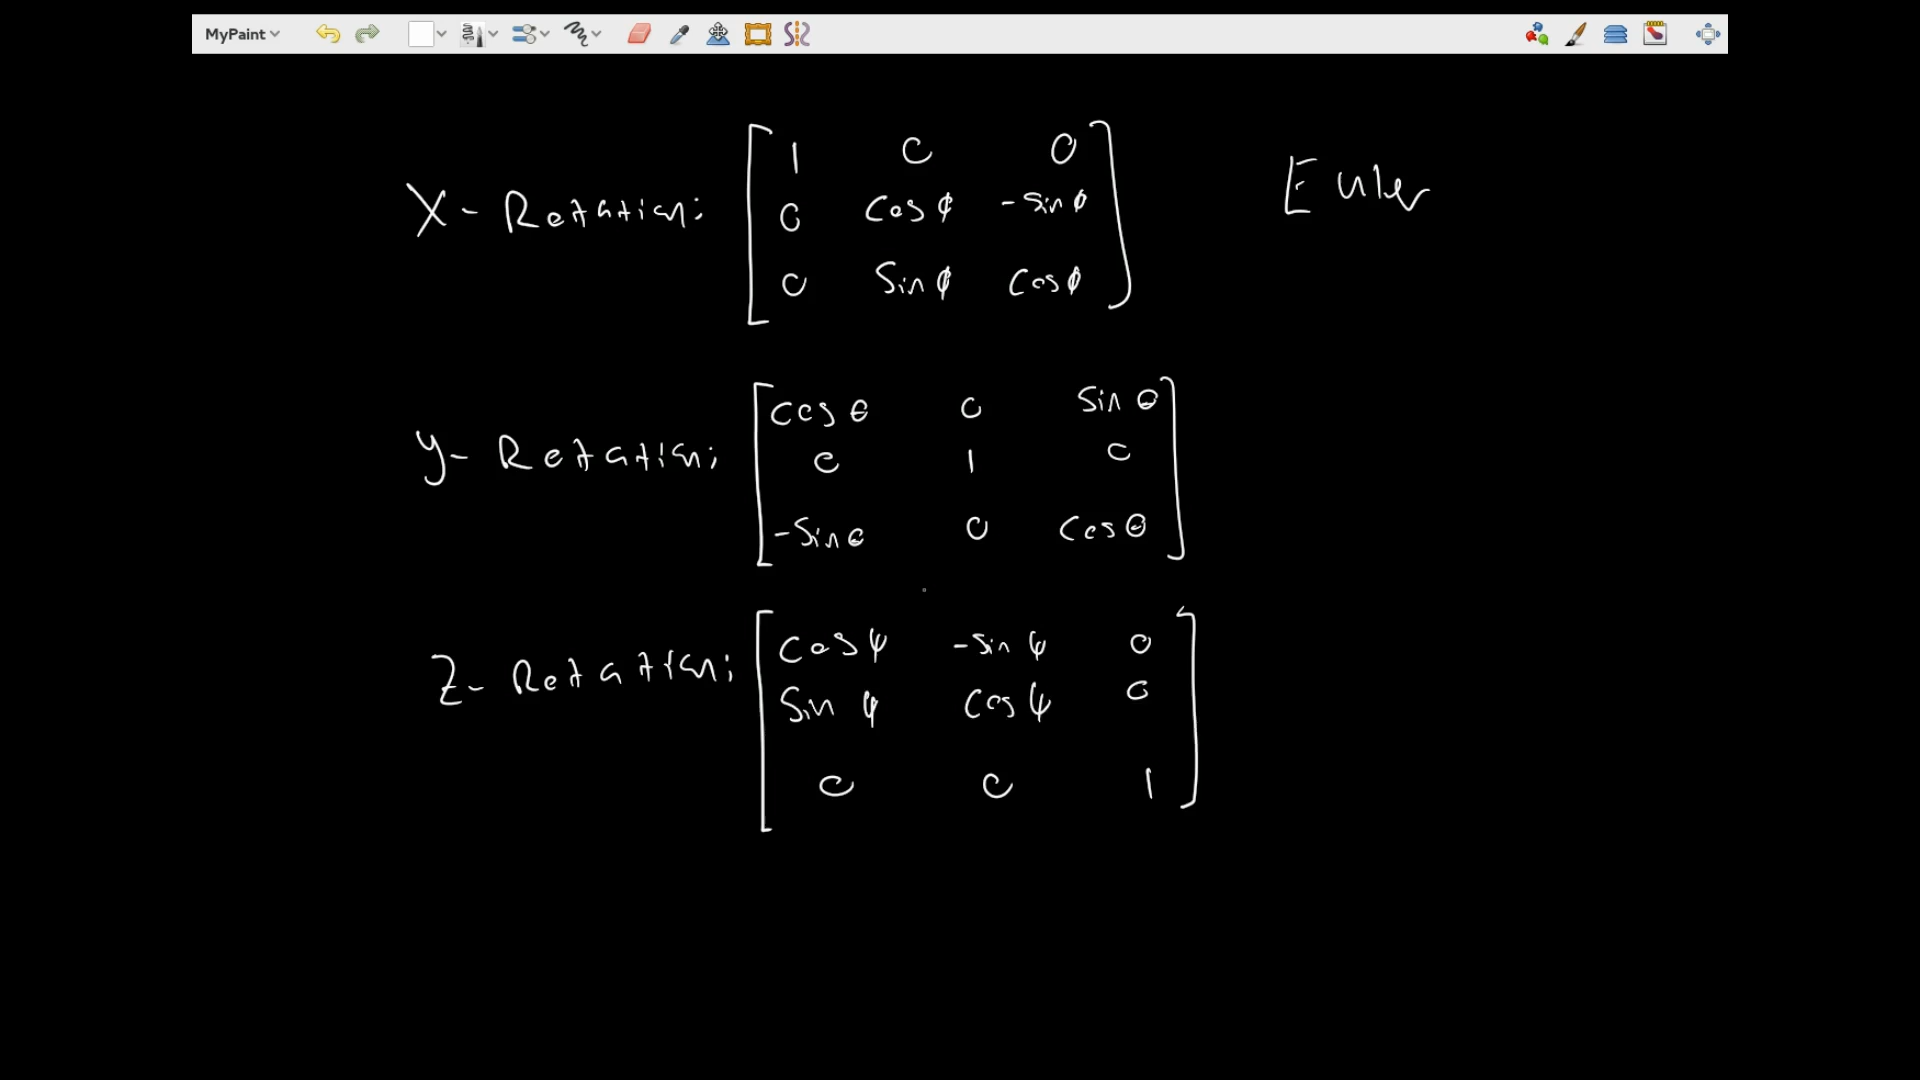 MyPaint
1 0 0
X-Rotation: 0 cos φ -sin φ Euler
0 sin φ cos φ
cos θ 0 sin θ
Y-Rotation: 0 1 0
-sin θ 0 cos θ
cos ψ -sin ψ 0
Z-Rotation: sin ψ cos ψ 0
0 0 1